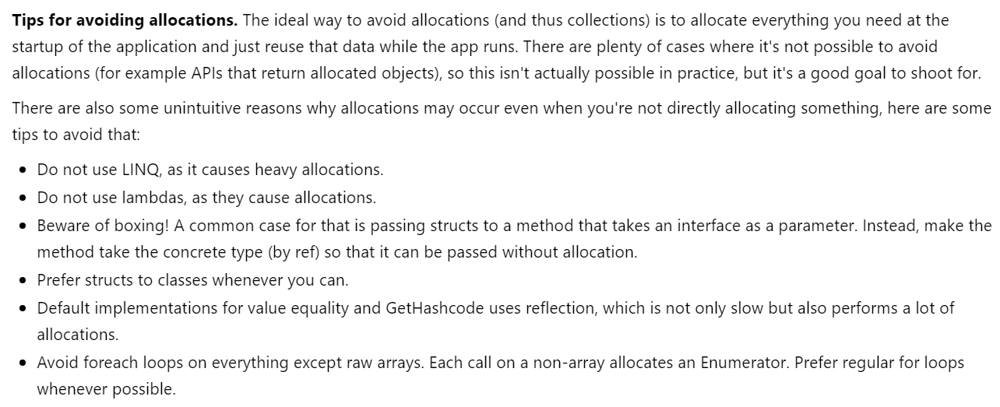 Tips for avoiding allocations. The ideal way to avoid allocations (and thus collections) is to allocate everything you need at the
startup of the application and just reuse that data while the app runs. There are plenty of cases where it's not possible to avoid
allocations (for example APIs that return allocated objects), so this isn't actually possible in practice, but it's a good goal to shoot for.
There are also some unintuitive reasons why allocations may occur even when you're not directly allocating something, here are some
tips to avoid that:
• Do not use LINQ, as it causes heavy allocations.
• Do not use lambdas, as they cause allocations.
• Beware of boxing! A common case for that is passing structs to a method that takes an interface as a parameter. Instead, make the
method take the concrete type (by ref) so that it can be passed without allocation.
• Prefer structs to classes whenever you can.
• Default implementations for value equality and GetHashcode uses reflection, which is not only slow but also performs a lot of
allocations.
• Avoid foreach loops on everything except raw arrays. Each call on a non-array allocates an Enumerator. Prefer regular for loops
whenever possible.